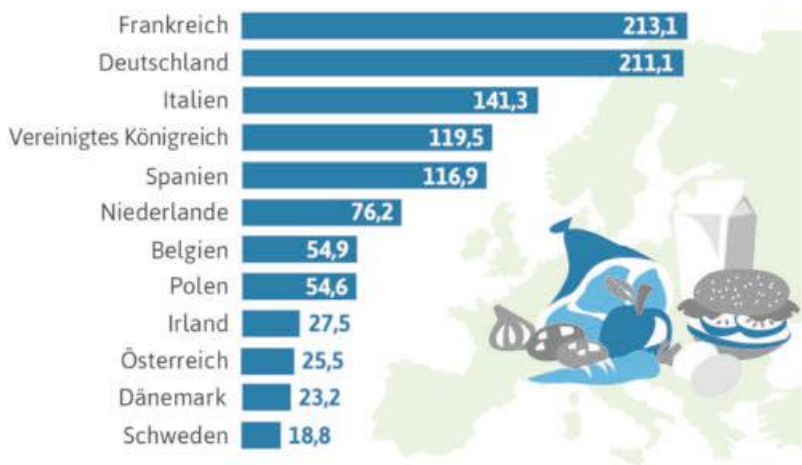 Frankreich 213,1
Deutschland 211,1
Italien 141,3
Vereinigtes Königreich 119,5
Spanien 116,9
Niederlande 76,2
Belgien 54,9
Polen 54,6
Irland 27,5
Österreich 25,5
Dänemark 23,2
Schweden 18,8